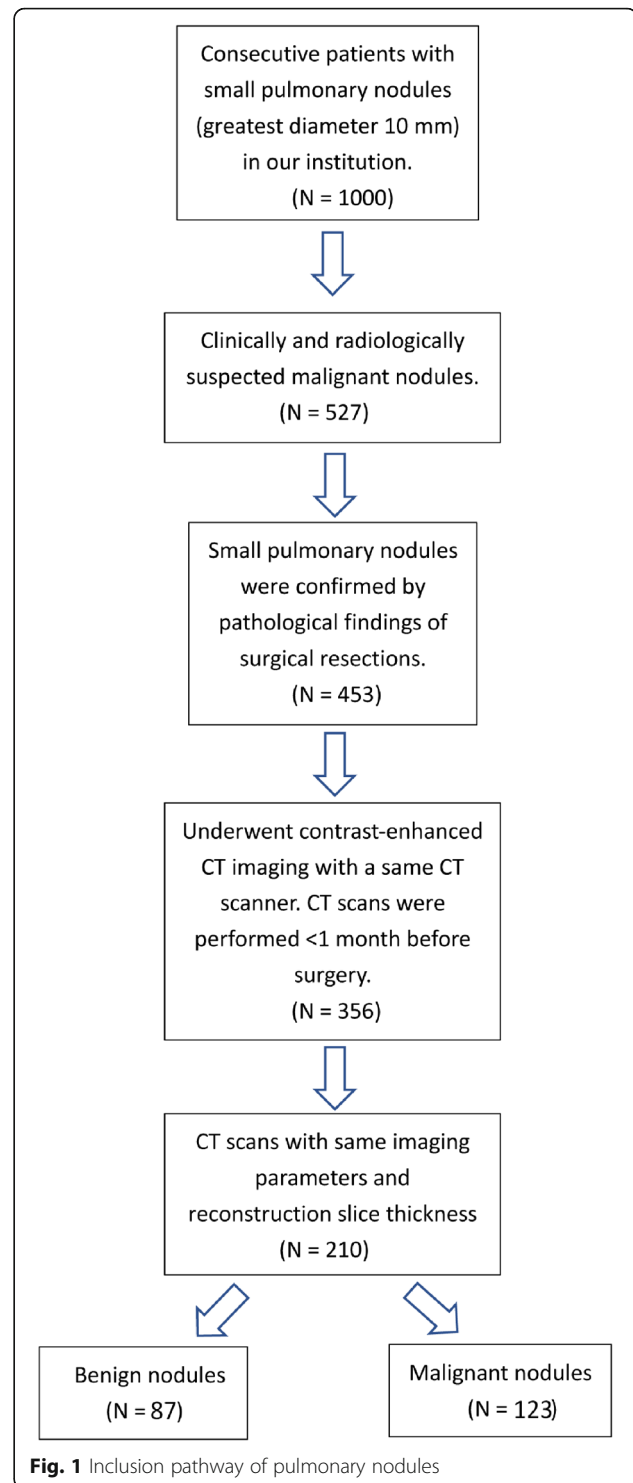 Consecutive patients with
small pulmonary nodules
(greatest diameter 10 mm)
in our institution.
(N = 1000)
Clinically and radiologically
suspected malignant nodules.
(N = 527)
Small pulmonary nodules
were confirmed by
pathological findings of
surgical resections.
(N = 453)
Underwent contrast-enhanced
CT imaging with a same CT
scanner. CT scans were
performed <1 month before
surgery.
(N = 356)
CT scans with same imaging
parameters and
reconstruction slice thickness
(N = 210)
Benign nodules
(N = 87)
Malignant nodules
(N = 123)
Fig. 1 Inclusion pathway of pulmonary nodules